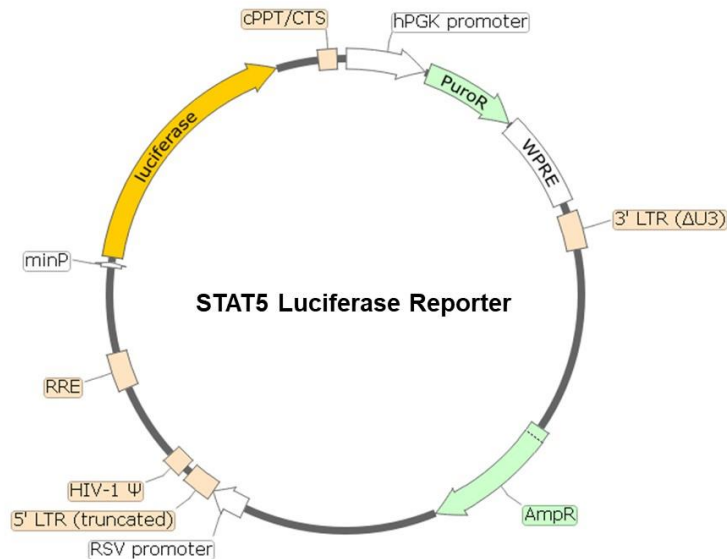 cPPT/CTS
hPGK promoter
PuroR
WPRE
3' LTR (ΔU3)
luciferase
minP
STAT5 Luciferase Reporter
RRE
HIV-1 Ψ
5' LTR (truncated)
RSV promoter
AmpR